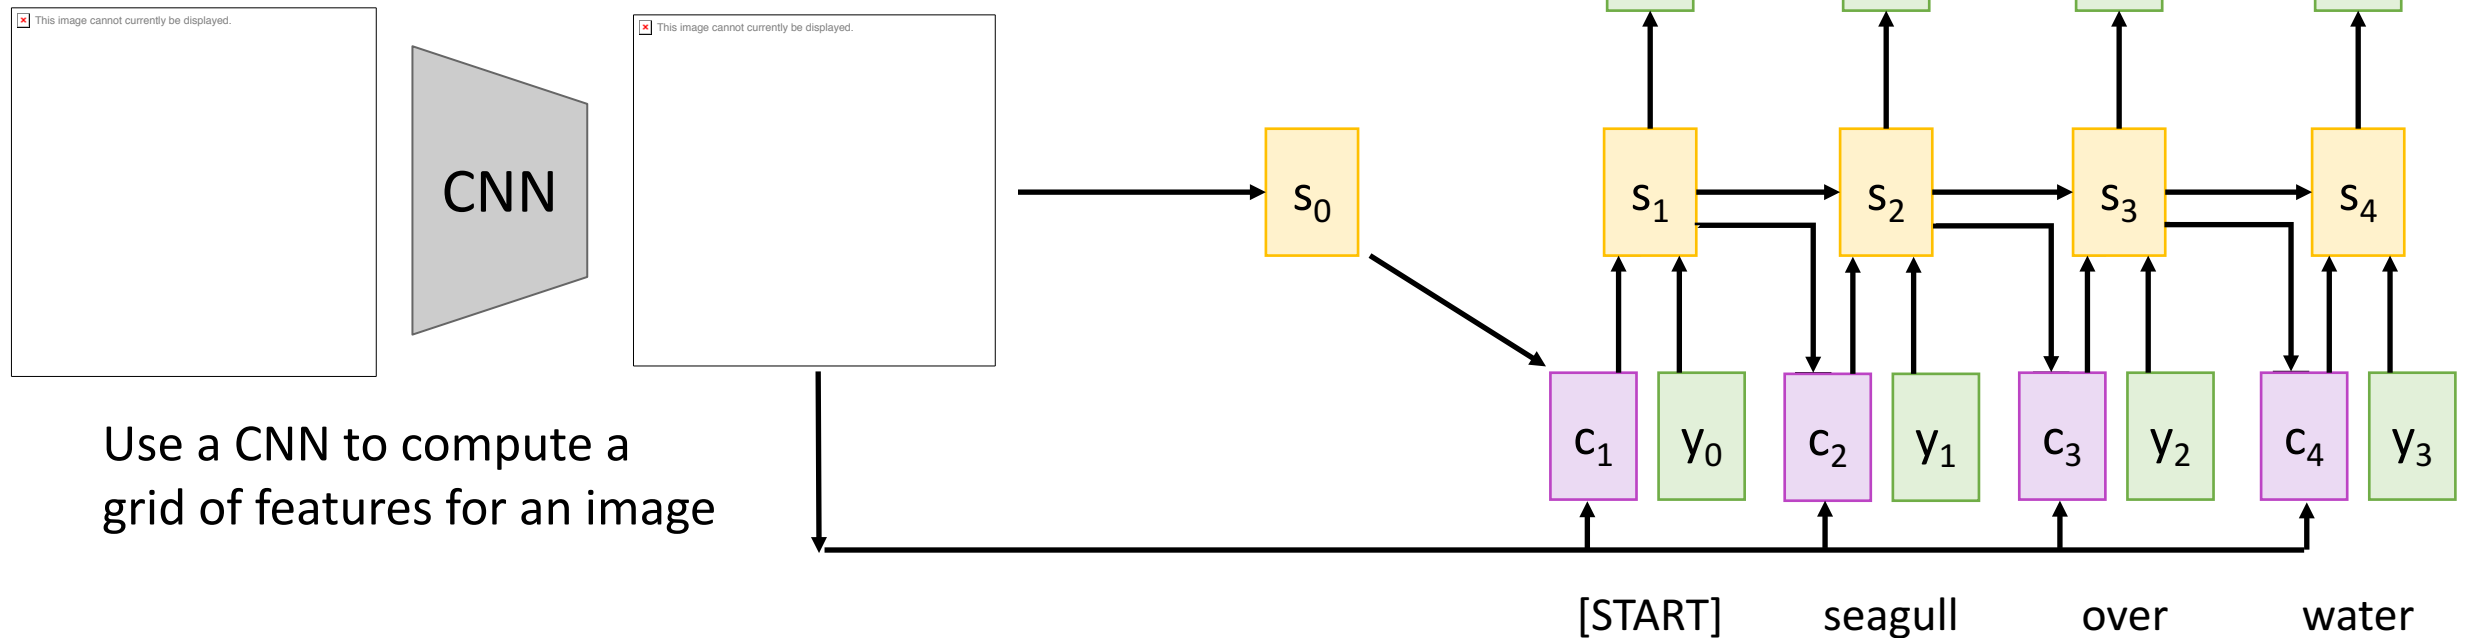 This image cannot currently be displayed.
This image cannot currently be displayed.
CNN
s0
s1
s2
s3
s4
c1
y0
c2
y1
c3
y2
c4
y3
Use a CNN to compute a
grid of features for an image
[START]
seagull
over
water